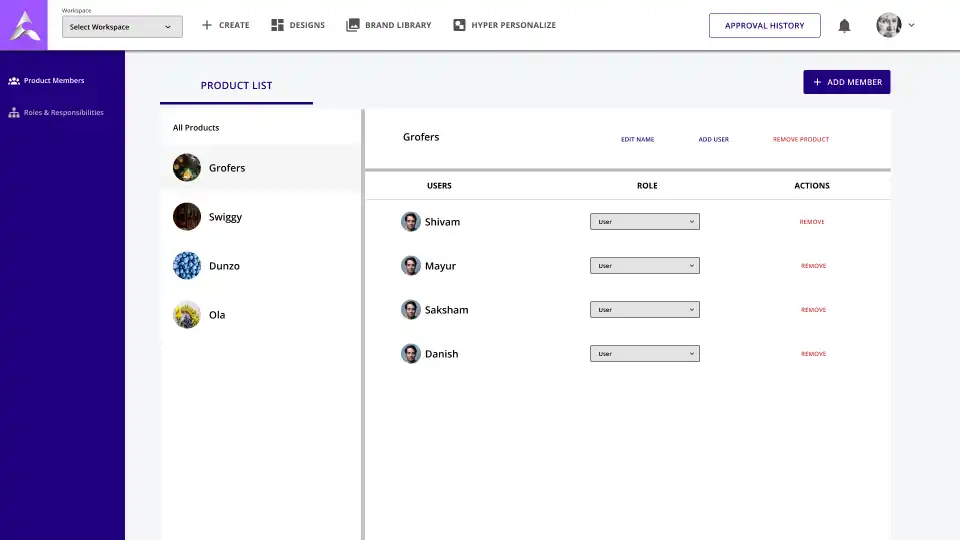 Workspace
Select Workspace
CREATE
DESIGNS
BRAND LIBRARY
HYPER PERSONALIZE
APPROVAL HISTORY
Product Members
Roles & Responsibilities
PRODUCT LIST
ADD MEMBER
All Products
Grofers
Swiggy
Dunzo
Ola
Grofers
EDIT NAME
ADD USER
REMOVE PRODUCT
USERS
ROLE
ACTIONS
Shivam
User
REMOVE
Mayur
User
REMOVE
Saksham
User
REMOVE
Danish
User
REMOVE